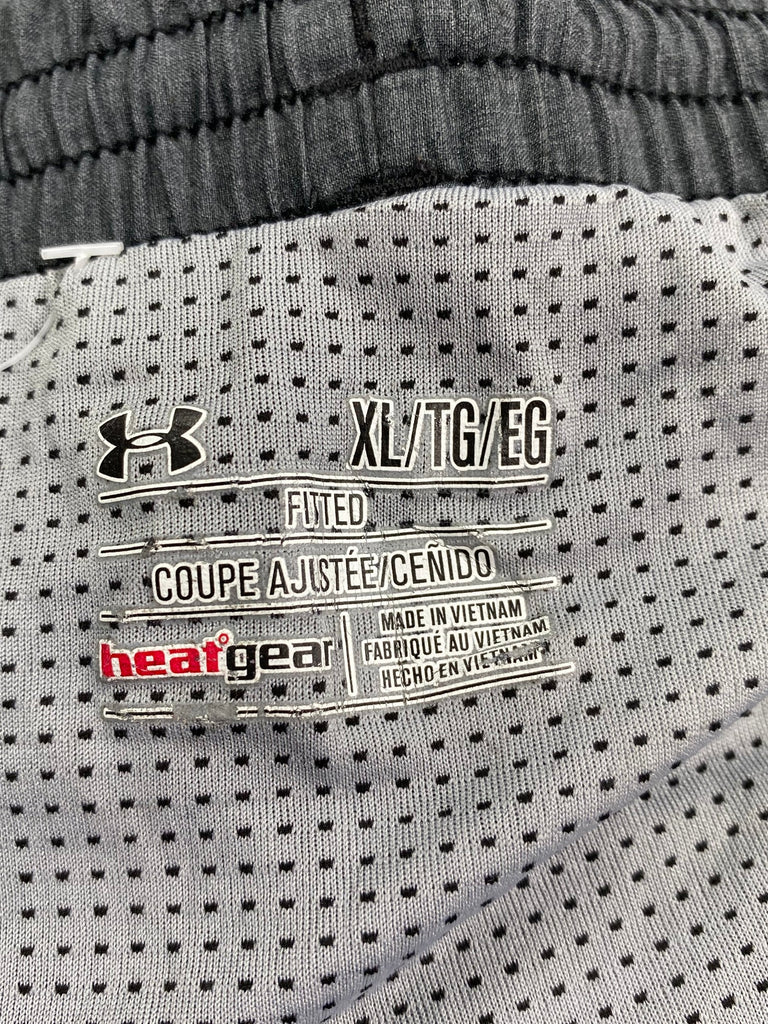 XL/TG/EG
FITTED
COUPE AJUSTÉE/CEÑIDO
heatgear
MADE IN VIETNAM
FABRIQUÉ AU VIETNAM
HECHO EN VIETNAM